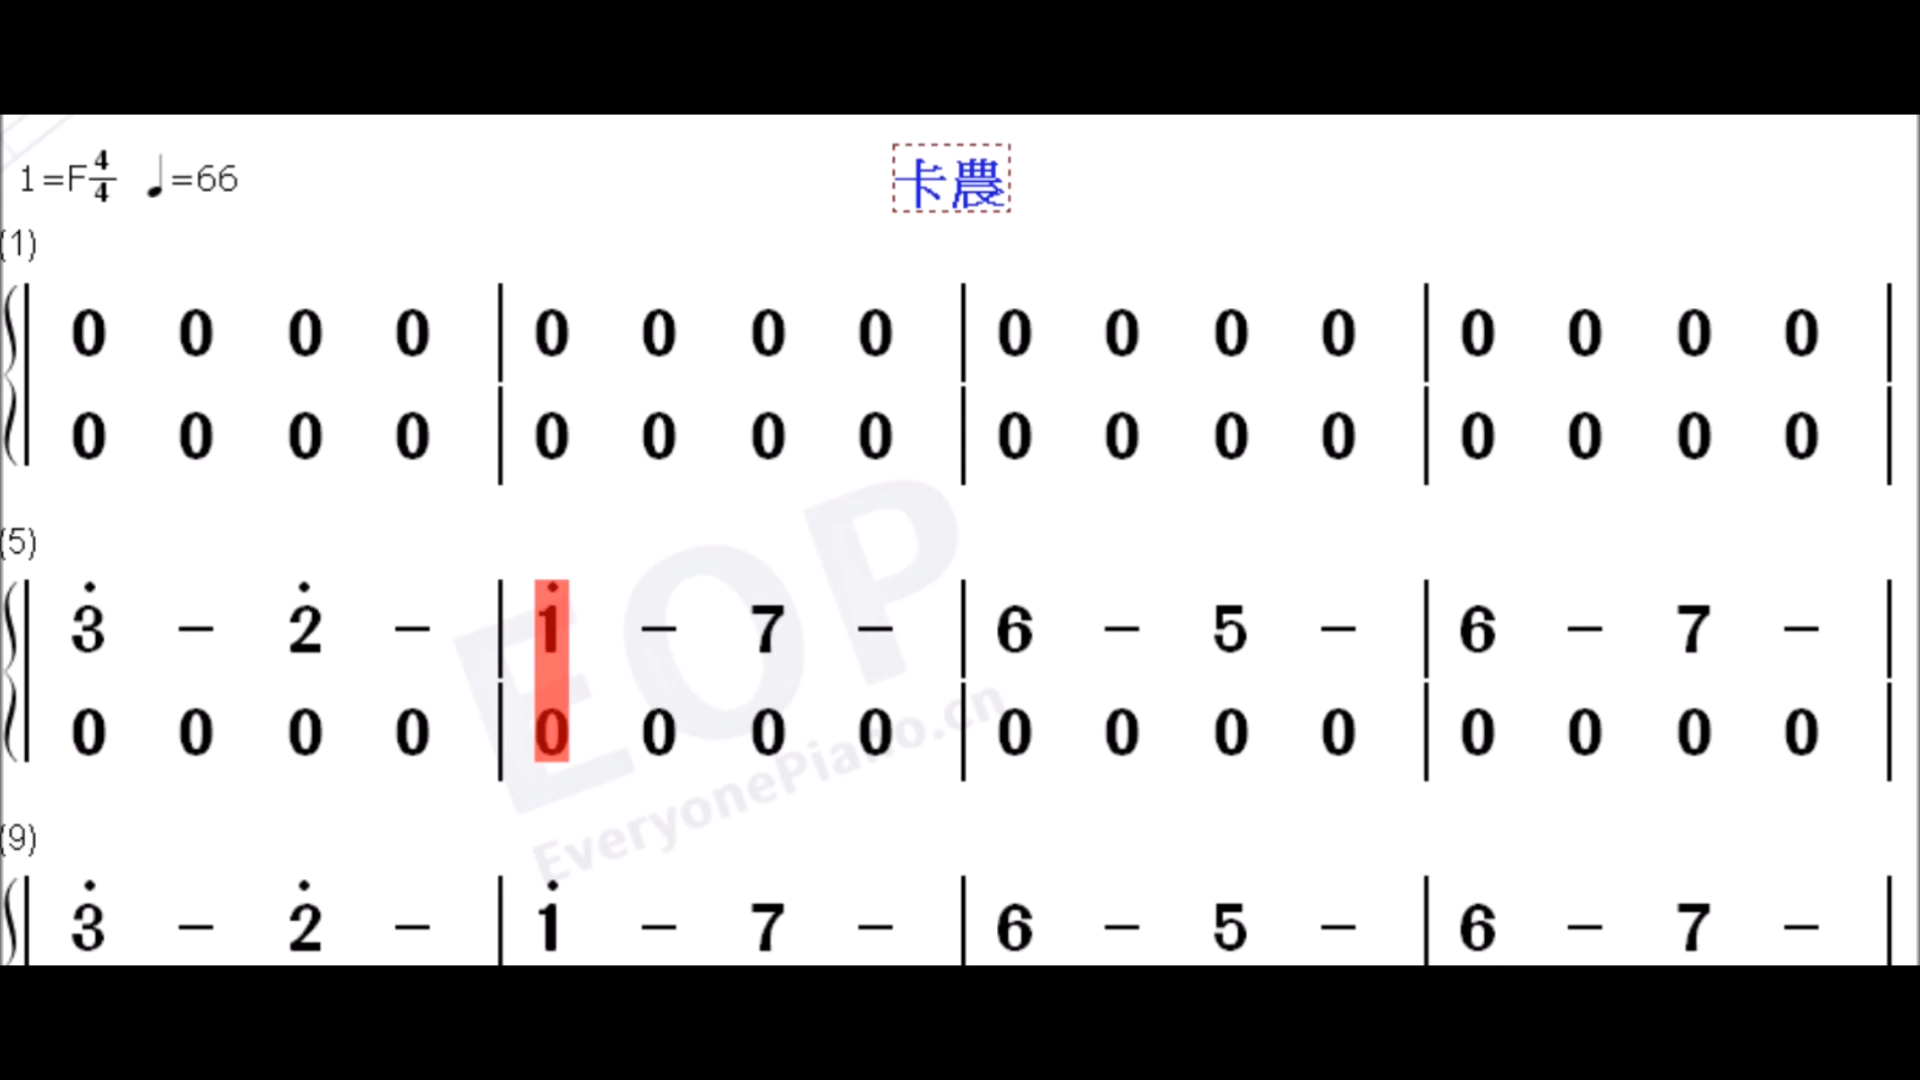 卡農
1=F 4/4 ♩=66
(1)
0 0 0 0 | 0 0 0 0 | 0 0 0 0 | 0 0 0 0 |
0 0 0 0 | 0 0 0 0 | 0 0 0 0 | 0 0 0 0 |
(5)
3̇ – 2̇ – | 1̇ – 7 – | 6 – 5 – | 6 – 7 – |
0 0 0 0 | 0 0 0 0 | 0 0 0 0 | 0 0 0 0 |
(9)
3̇ – 2̇ – | 1̇ – 7 – | 6 – 5 – | 6 – 7 – |
EOP
EveryonePiano.cn